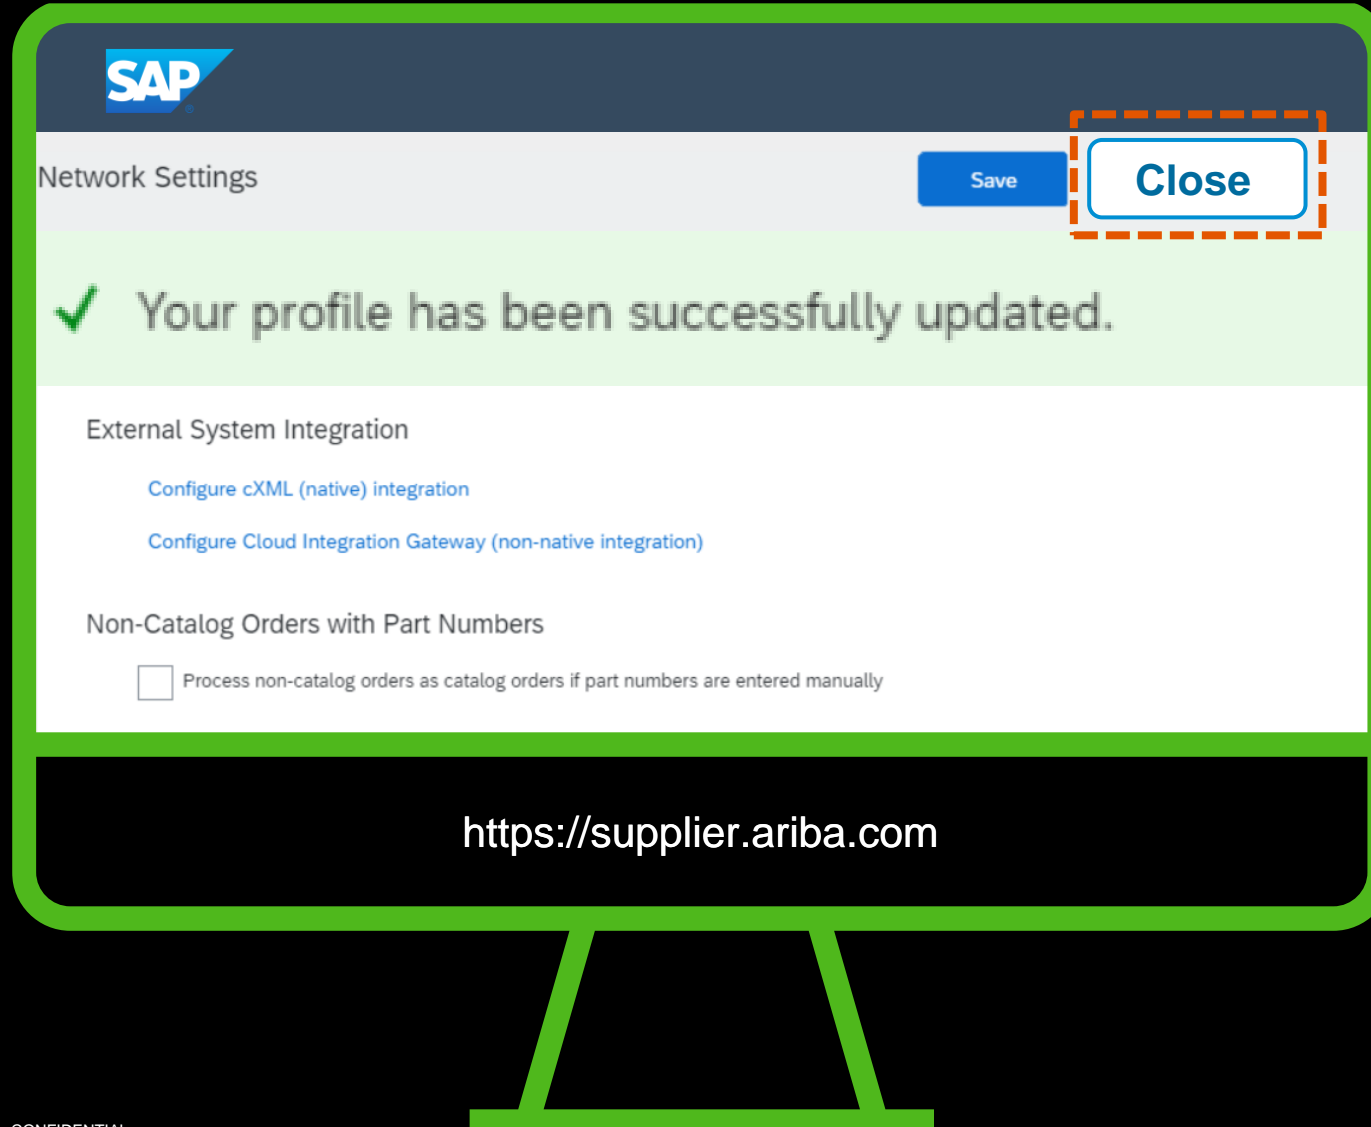 SAP
Network Settings
Save
Close
Your profile has been successfully updated.
External System Integration
Configure cXML (native) integration
Configure Cloud Integration Gateway (non-native integration)
Non-Catalog Orders with Part Numbers
Process non-catalog orders as catalog orders if part numbers are entered manually
https://supplier.ariba.com